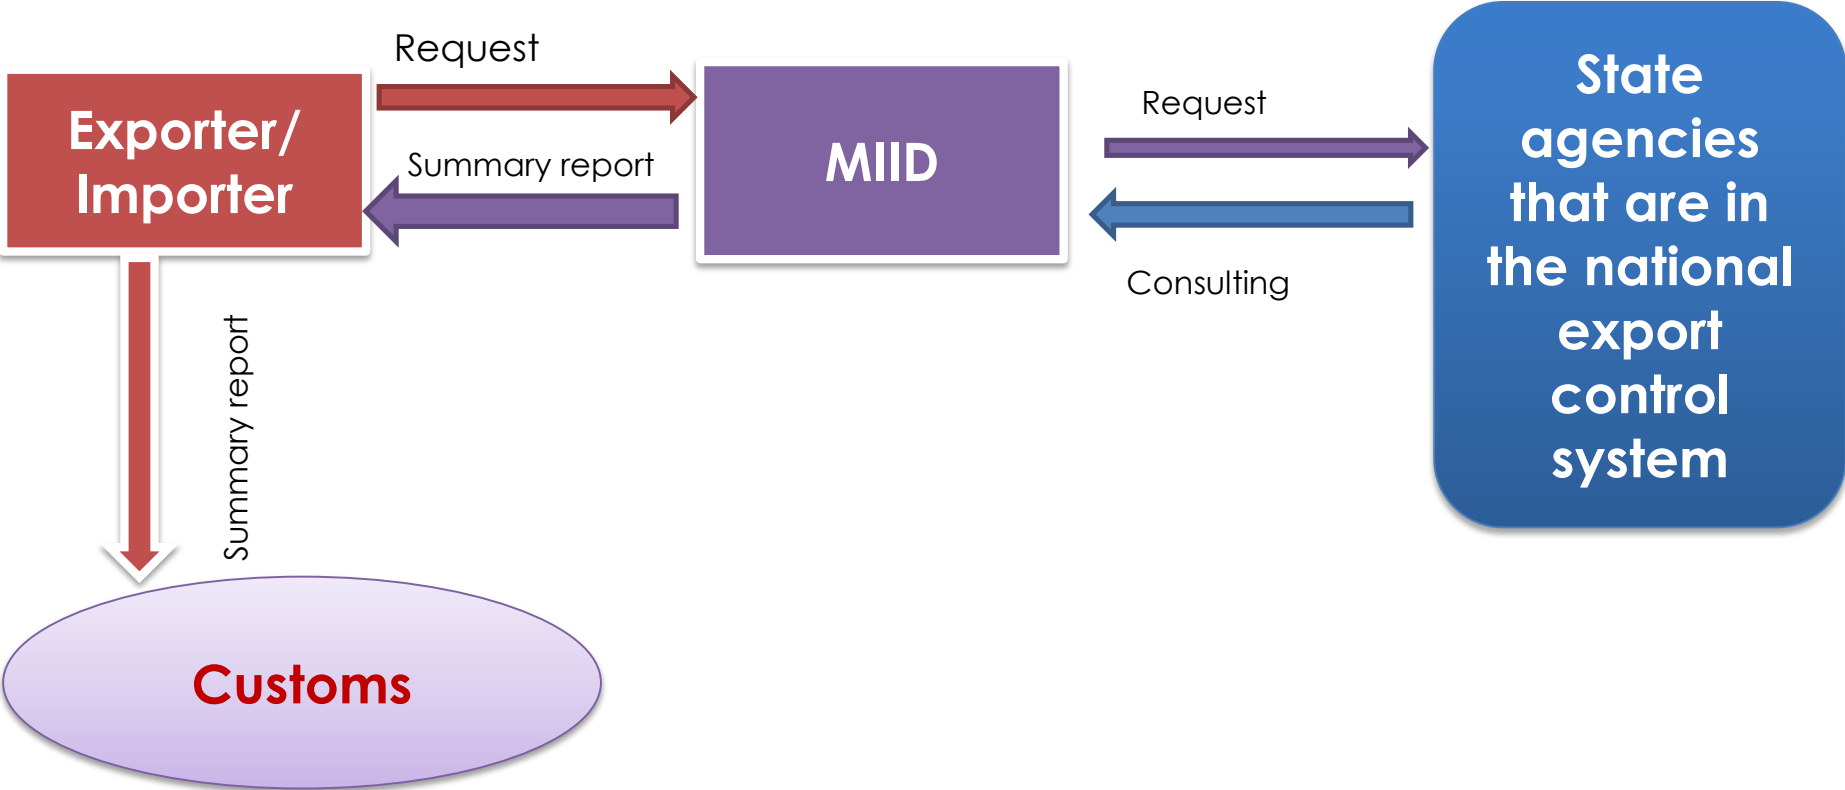 Request
Exporter/
Importer
Summary report
MIID
Request
Consulting
State
agencies
that are in
the national
export
control
system
Summary report
Customs